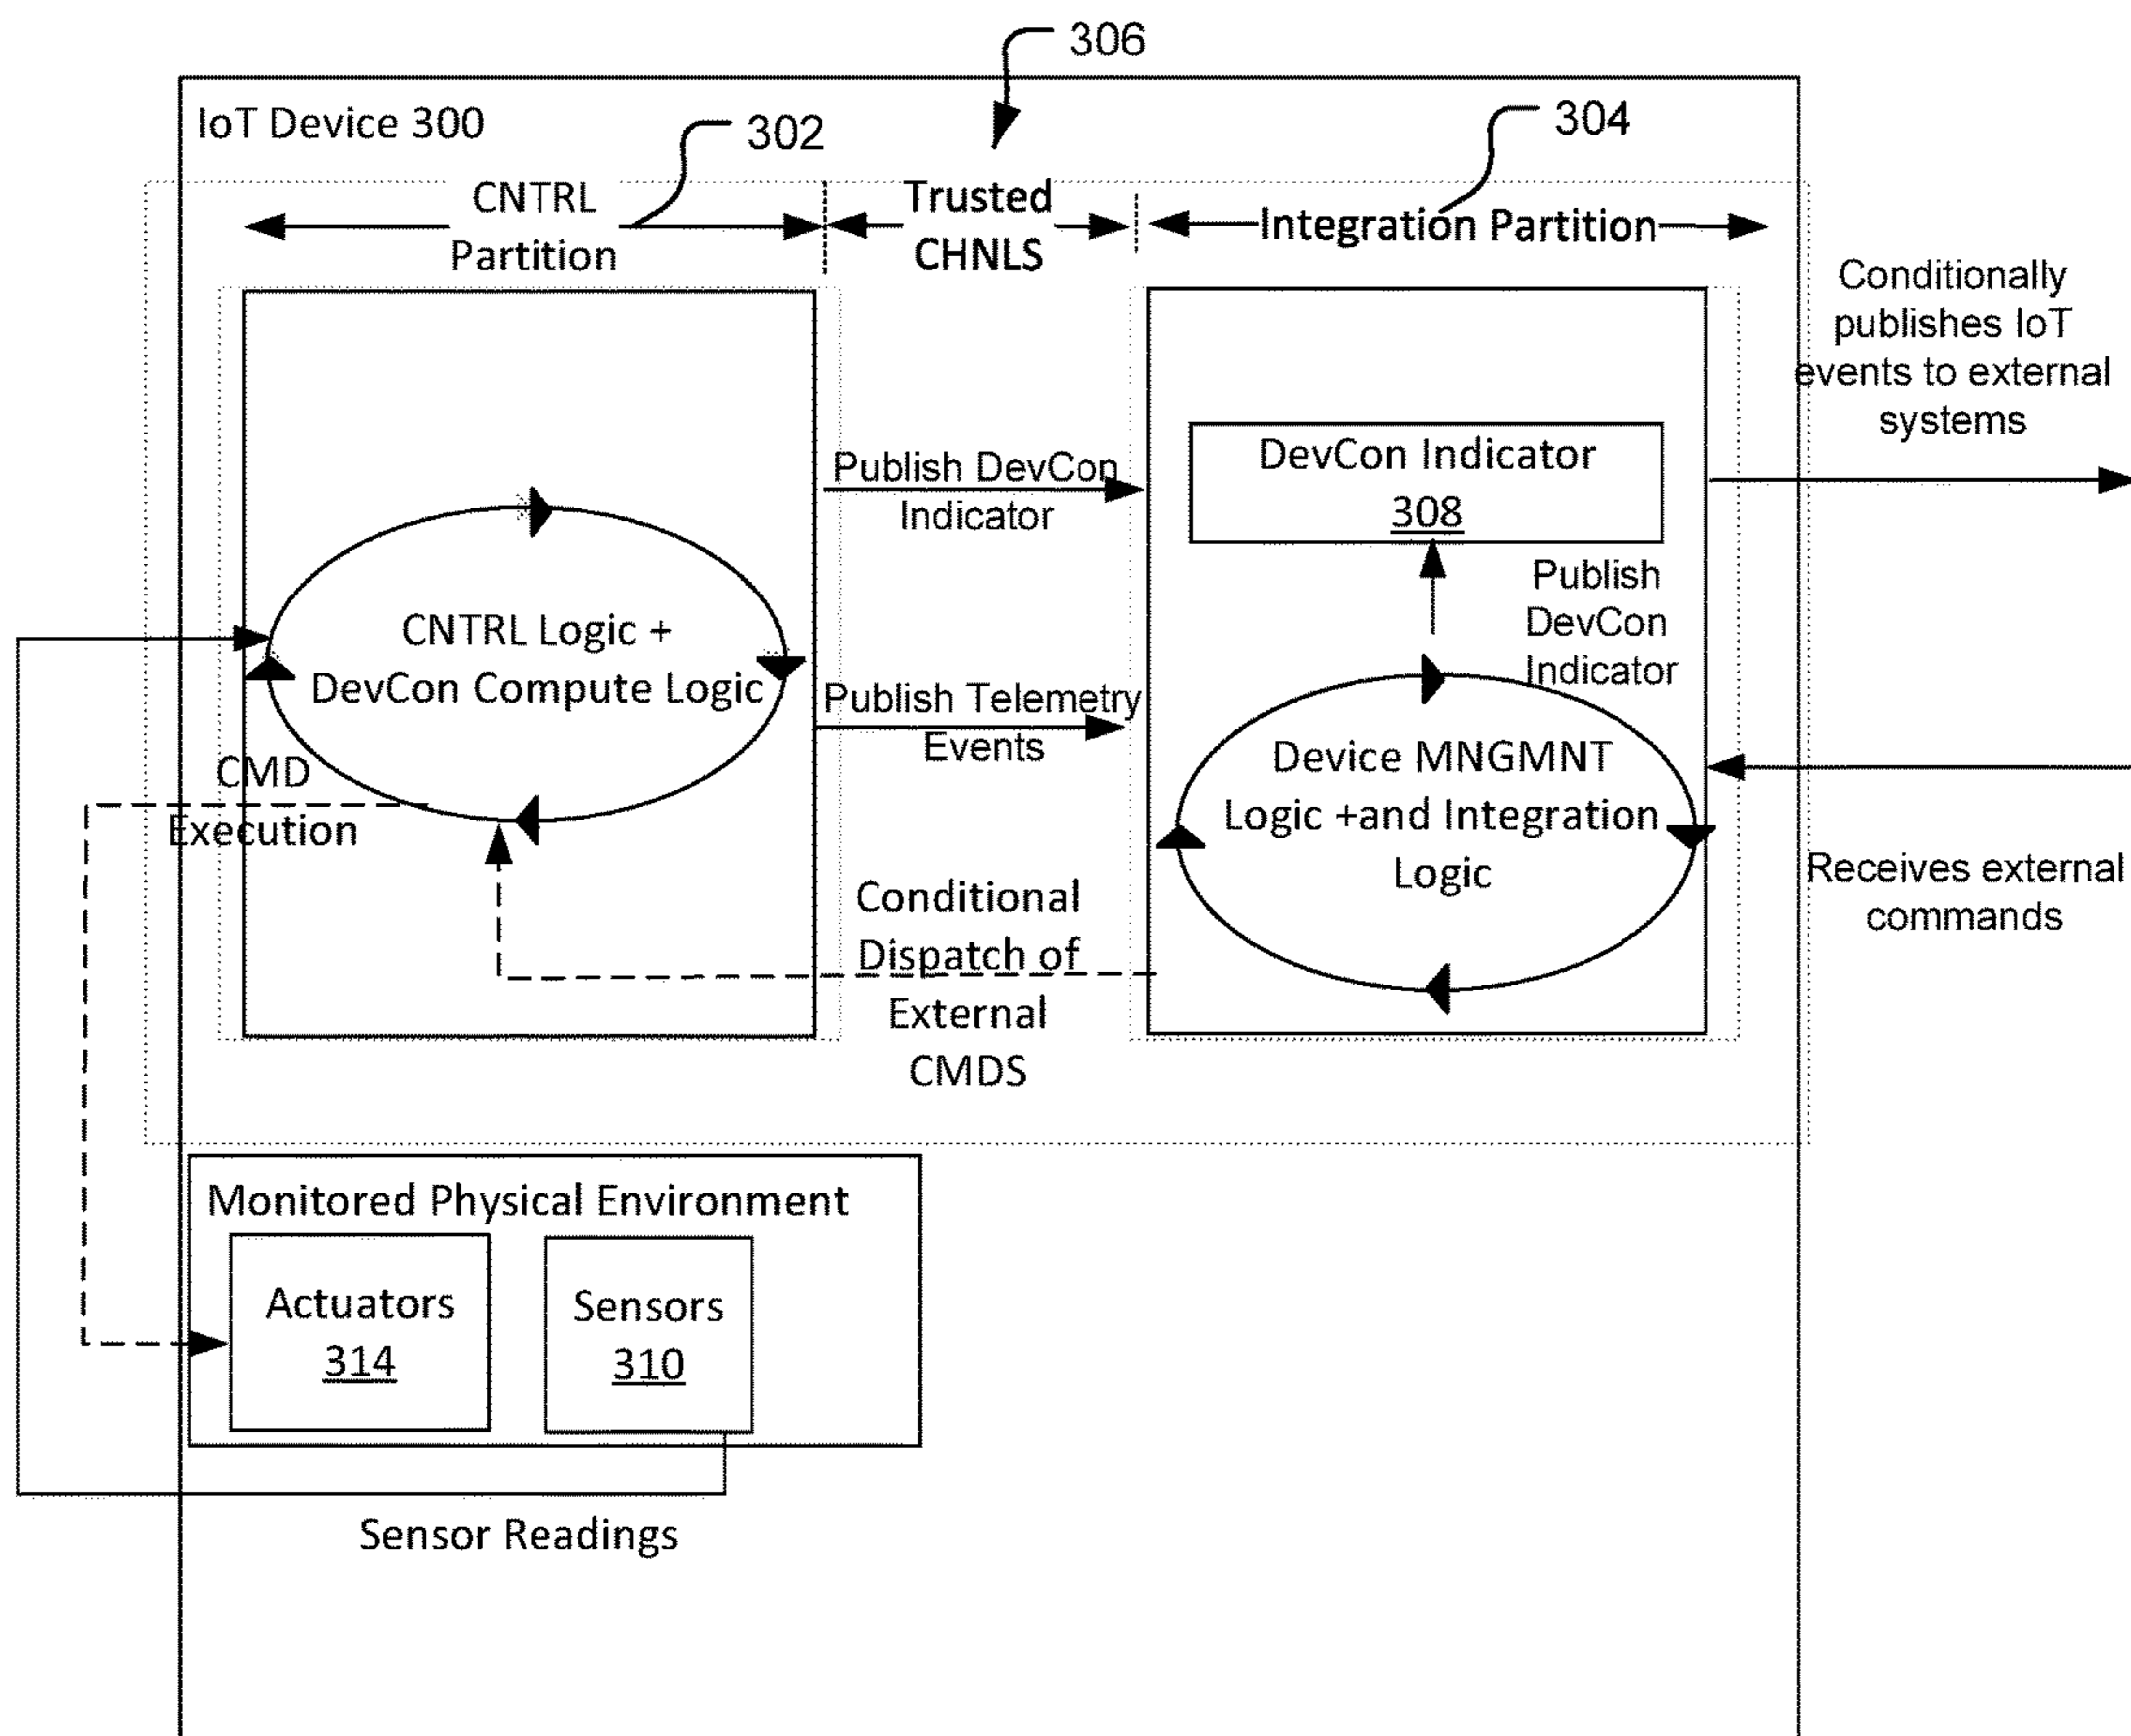 306
IoT Device 300
302
304
CNTRL
Partition
Trusted
CHNLS
Integration Partition
Conditionally
publishes IoT
events to external
systems
Publish DevCon
Indicator
DevCon Indicator
308
Publish
DevCon
Indicator
CNTRL Logic +
DevCon Compute Logic
Publish Telemetry
Events
Device MNGMNT
Logic +and Integration
Logic
CMD
Execution
Receives external
commands
Conditional
Dispatch of
External
CMDS
Monitored Physical Environment
Actuators
314
Sensors
310
Sensor Readings